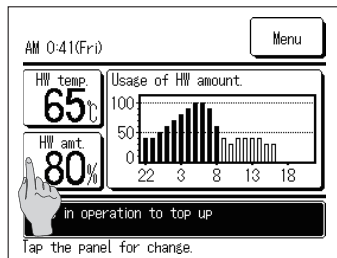 AM 0:41(Fri)
Menu
HW temp.
65℃
Usage of HW amount.
100
50
0
22 3 8 13 18
HW amt.
80%
in operation to top up
Tap the panel for change.